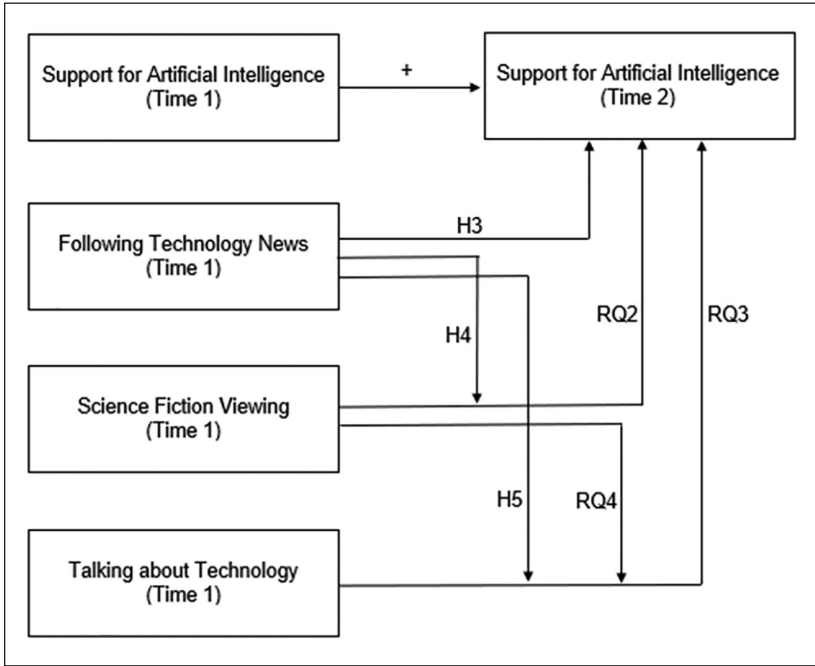 Support for Artificial Intelligence
(Time 1)
+
Support for Artificial Intelligence
(Time 2)
Following Technology News
(Time 1)
H3
H4
RQ2
RQ3
Science Fiction Viewing
(Time 1)
H5
RQ4
Talking about Technology
(Time 1)